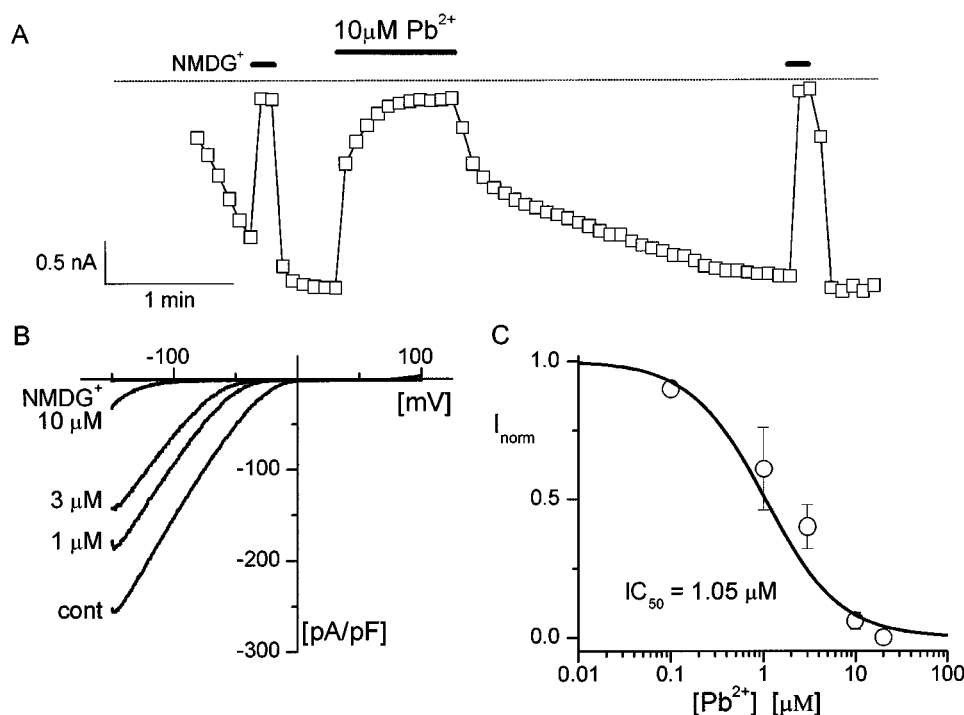 A
10μM Pb2+
NMDG+
0.5 nA
1 min
B
-100
100
[mV]
NMDG+
10 μM
3 μM
1 μM
cont
-100
-200
-300
[pA/pF]
C
1.0
Inorm
0.5
0.0
IC50 = 1.05 μM
0.01
0.1
1
10
100
[Pb2+] [μM]